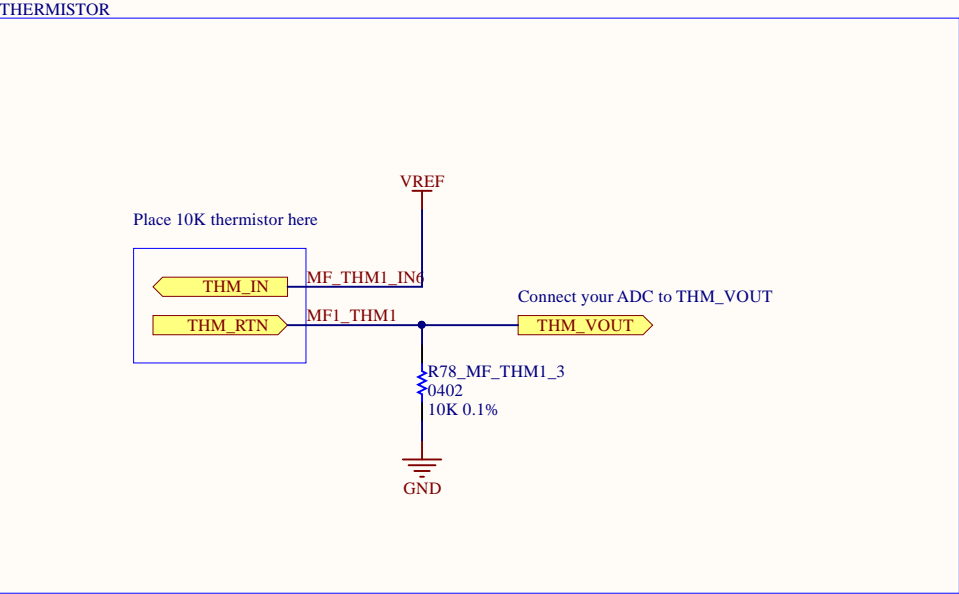 THERMISTOR
VREF
Place 10K thermistor here
THM_IN
MF_THM1_IN6
Connect your ADC to THM_VOUT
THM_RTN
MF1_THM1
THM_VOUT
R78_MF_THM1_3
0402
10K 0.1%
GND